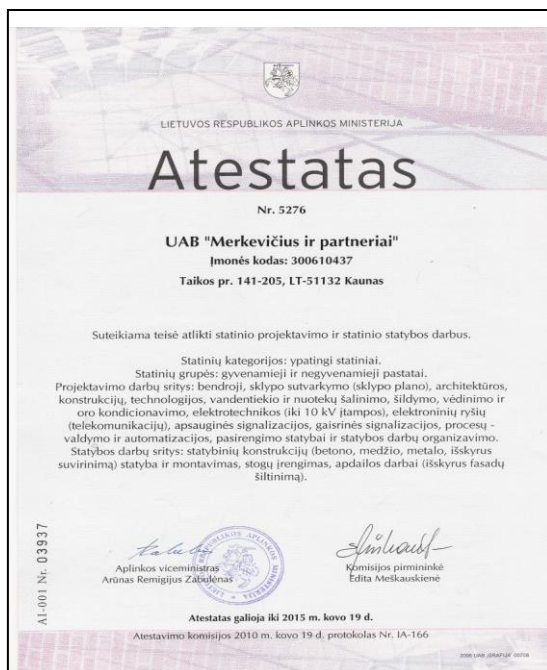 LIETUVOS RESPUBLIKOS APLINKOS MINISTERIJA
Atestatas
Nr. 5276
UAB "Merkevičius ir partneriai"
Įmonės kodas: 300610437
Taikos pr. 141-205, LT-51132 Kaunas
Suteikiama teisė atlikti statinio projektavimo ir statinio statybos darbus.
Statinių kategorijos: ypatingi statiniai.
Statinių grupės: gyvenamieji ir negyvenamieji pastatai.
Projektavimo darbų sritys: bendroji, sklypo sutvarkymo (sklypo plano), architektūros,
konstrukcijų, technologijos, vandentiekio ir nuotekų šalinimo, šildymo, vėdinimo ir
oro kondicionavimo, elektrotechnikos (iki 10 kV įtampos), elektroninių ryšių
(telekomunikacijų), apsauginės signalizacijos, gaisrinės signalizacijos, procesų -
valdymo ir automatizacijos, pasirengimo statybai ir statybos darbų organizavimo.
Statybos darbų sritys: statybinių konstrukcijų (betono, medžio, metalo, išskyrus
suvirinimą) statyba ir montavimas, stogų įrengimas, apdailos darbai (išskyrus fasadų
šiltinimą).
AI-001 Nr. 03937
Aplinkos viceministras
Arūnas Remigijus Zabulėnas
Komisijos pirmininkė
Edita Meškauskienė
Atestatas galioja iki 2015 m. kovo 19 d.
Atestavimo komisijos 2010 m. kovo 19 d. protokolas Nr. IA-166